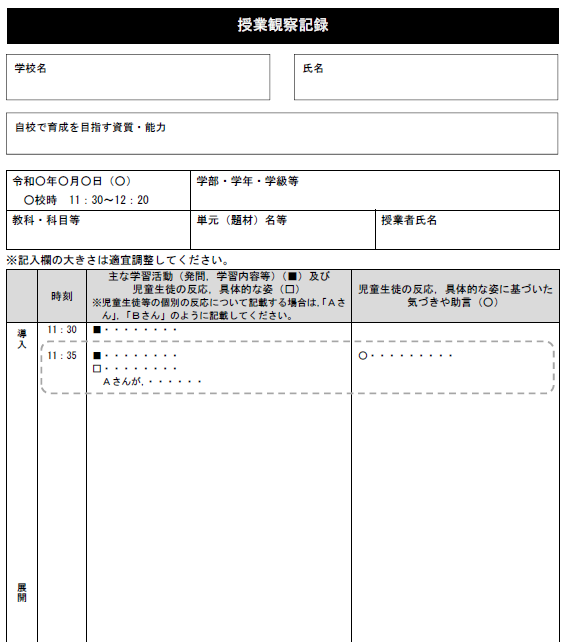 授業観察記録
学校名
氏名
自校で育成を目指す資質・能力
令和〇年〇月〇日（〇）
〇校時　11：30～12：20
学部・学年・学級等
教科・科目等
単元（題材）名等
授業者氏名
※記入欄の大きさは適宜調整してください。
時刻
主な学習活動（発問，学習内容等）（■）及び
児童生徒の反応，具体的な姿（□）
※児童生徒等の個別の反応について記載する場合は，「Ａさ
ん」，「Ｂさん」のように記載してください。
児童生徒の反応，具体的な姿に基づいた
気づきや助言（〇）
導入
11：30
■・・・・・・・・
11：35
■・・・・・・・・
〇・・・・・・・・・
□・・・・・・・・
Ａさんが，・・・・・・
展開